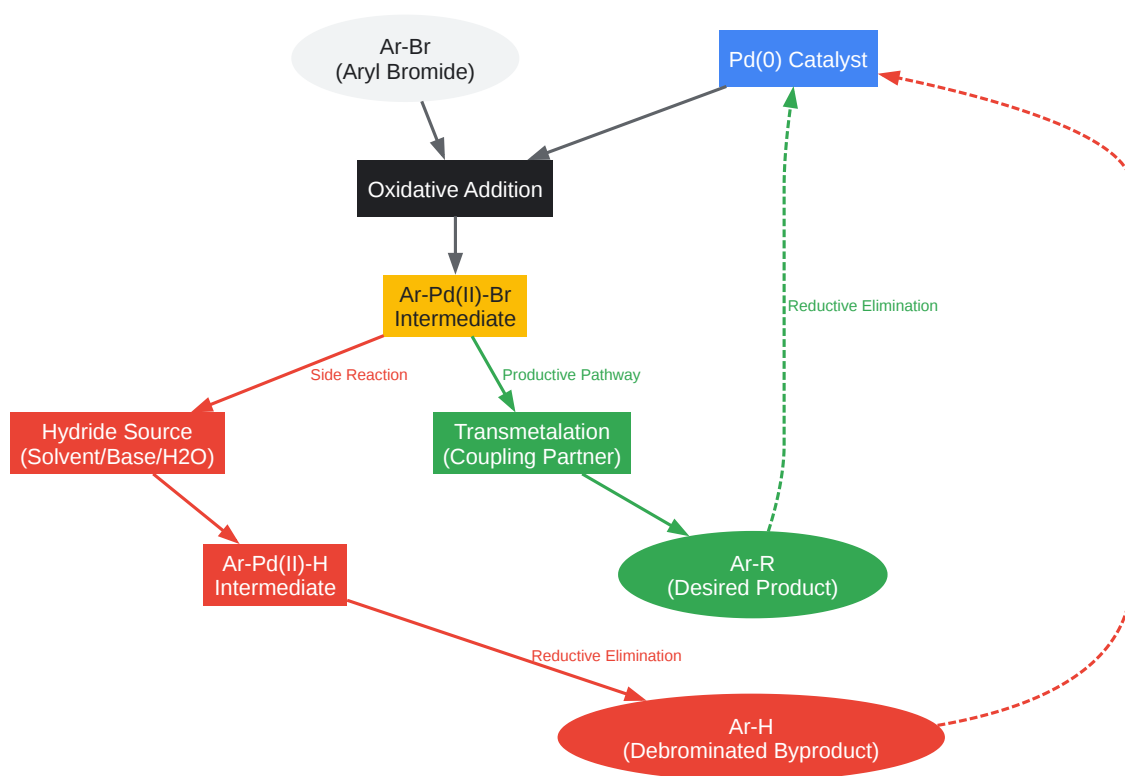 Ar-Br
(Aryl Bromide)
Pd(0) Catalyst
Oxidative Addition
Ar-Pd(II)-Br
Intermediate
Reductive Elimination
Side Reaction
Productive Pathway
Hydride Source
(Solvent/Base/H2O)
Transmetalation
(Coupling Partner)
Ar-Pd(II)-H
Intermediate
Ar-R
(Desired Product)
Reductive Elimination
Ar-H
(Debrominated Byproduct)